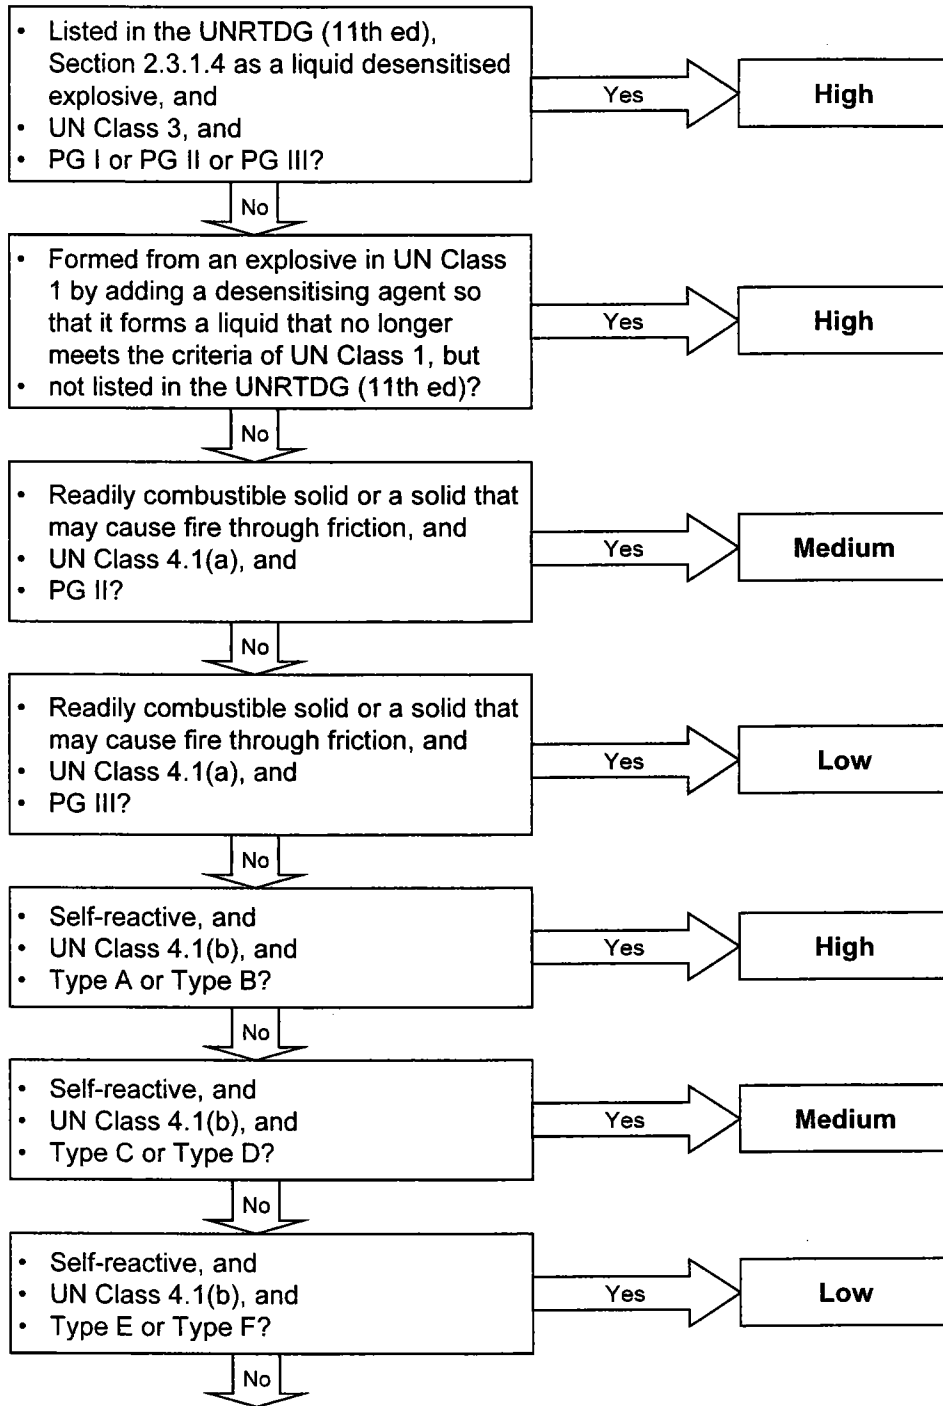 • Listed in the UNRTDG (11th ed),
Section 2.3.1.4 as a liquid desensitised
explosive, and
• UN Class 3, and
• PG I or PG II or PG III?
Yes
High
No
• Formed from an explosive in UN Class
1 by adding a desensitising agent so
that it forms a liquid that no longer
meets the criteria of UN Class 1, but
• not listed in the UNRTDG (11th ed)?
Yes
High
No
• Readily combustible solid or a solid that
may cause fire through friction, and
• UN Class 4.1(a), and
• PG II?
Yes
Medium
No
• Readily combustible solid or a solid that
may cause fire through friction, and
• UN Class 4.1(a), and
• PG III?
Yes
Low
No
• Self-reactive, and
• UN Class 4.1(b), and
• Type A or Type B?
Yes
High
No
• Self-reactive, and
• UN Class 4.1(b), and
• Type C or Type D?
Yes
Medium
No
• Self-reactive, and
• UN Class 4.1(b), and
• Type E or Type F?
Yes
Low
No